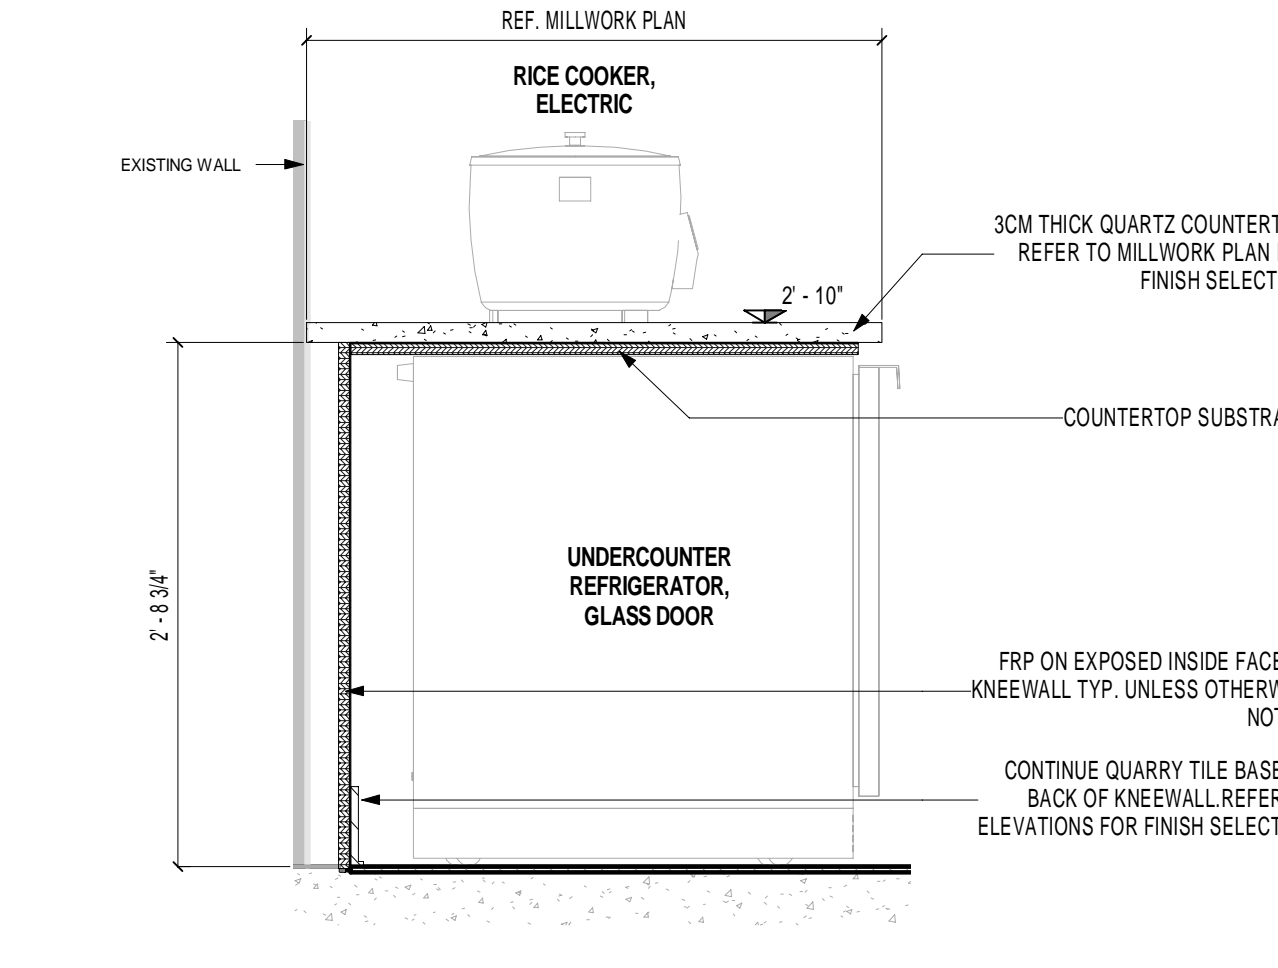 REF. MILLWORK PLAN
RICE COOKER,
ELECTRIC
EXISTING WALL
3CM THICK QUARTZ COUNTERT
REFER TO MILLWORK PLAN
FINISH SELECT
2' - 10"
COUNTERTOP SUBSTRA
UNDERCOUNTER
REFRIGERATOR,
GLASS DOOR
2' - 8 3/4"
FRP ON EXPOSED INSIDE FACE
KNEEWALL TYP. UNLESS OTHERW
NOT
CONTINUE QUARRY TILE BASE
BACK OF KNEEWALL.REFER
ELEVATIONS FOR FINISH SELECT